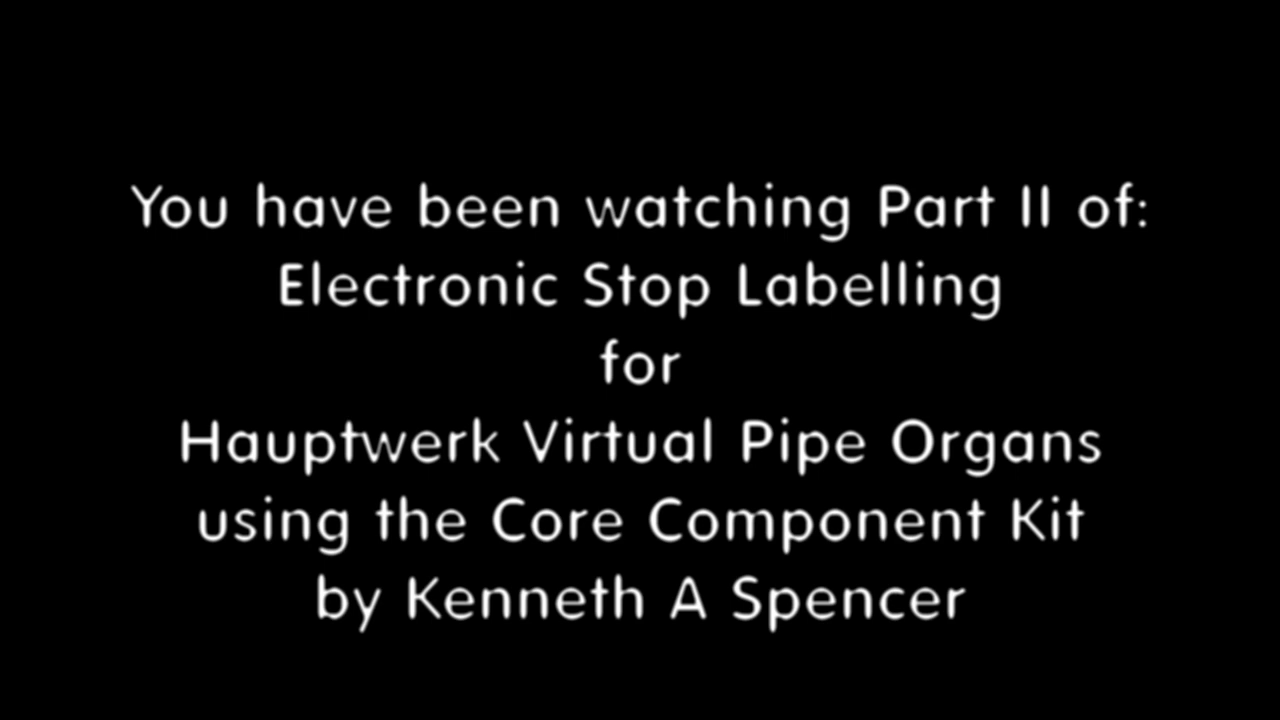 You have been watching Part II of:
Electronic Stop Labelling
for
Hauptwerk Virtual Pipe Organs
using the Core Component Kit
by Kenneth A Spencer